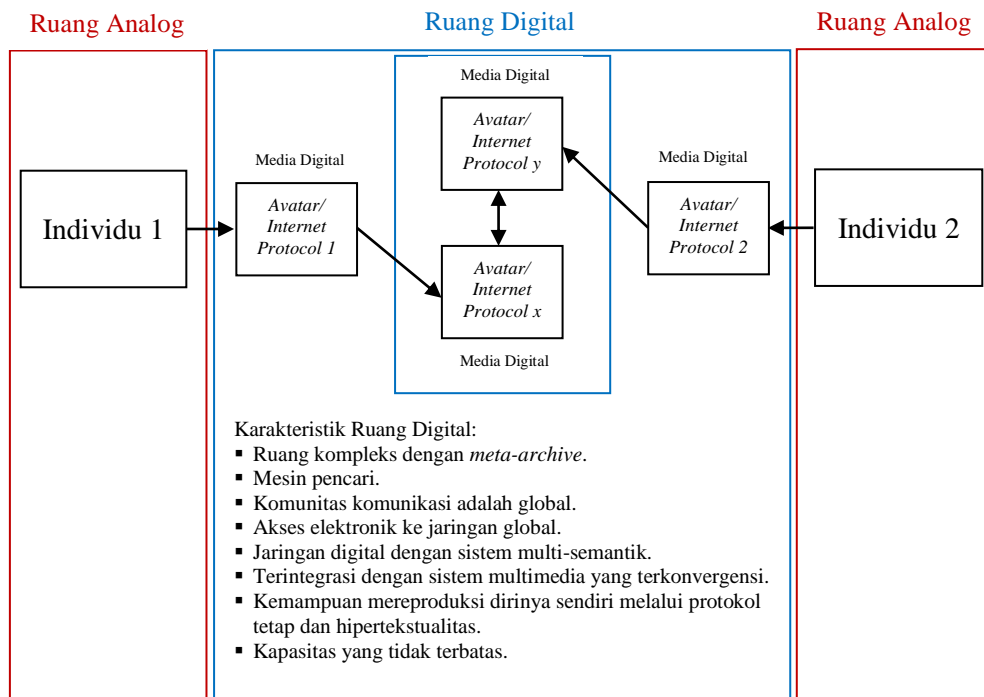 Ruang Analog
Ruang Digital
Ruang Analog
Individu 1
Media Digital
Avatar/
Internet
Protocol 1
Media Digital
Avatar/
Internet
Protocol y
Avatar/
Internet
Protocol x
Media Digital
Media Digital
Avatar/
Internet
Protocol 2
Individu 2
Karakteristik Ruang Digital:
▪ Ruang kompleks dengan meta-archive.
▪ Mesin pencari.
▪ Komunitas komunikasi adalah global.
▪ Akses elektronik ke jaringan global.
▪ Jaringan digital dengan sistem multi-semantik.
▪ Terintegrasi dengan sistem multimedia yang terkonvergensi.
▪ Kemampuan mereproduksi dirinya sendiri melalui protokol
tetap dan hipertekstualitas.
▪ Kapasitas yang tidak terbatas.